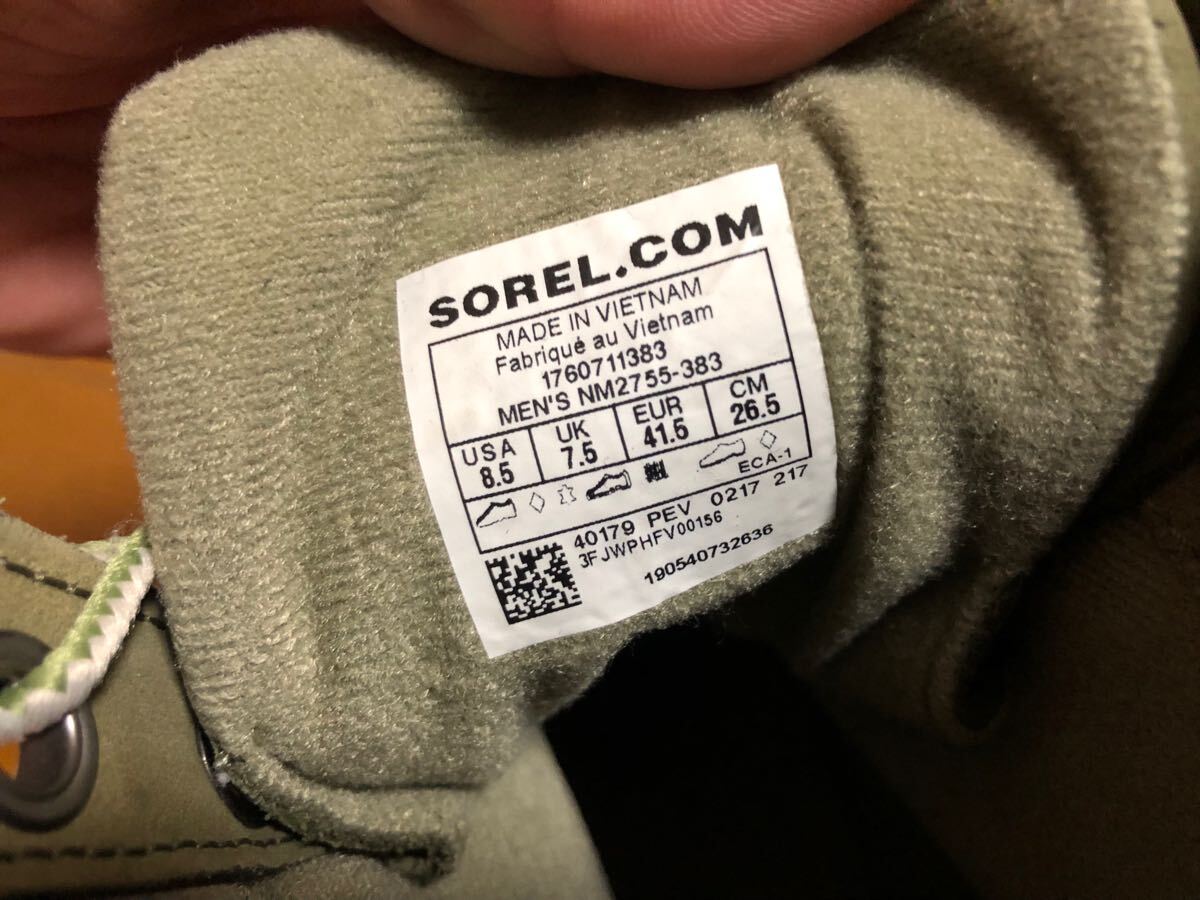 SOREL.COM
MADE IN VIETNAM
Fabriqué au Vietnam
1760711383
MEN'S NM2755-383
USA UK EUR CM
8.5 7.5 41.5 26.5
ECA-1
40179 PEV 0217 217
3FJWPHFV00156
190540732636